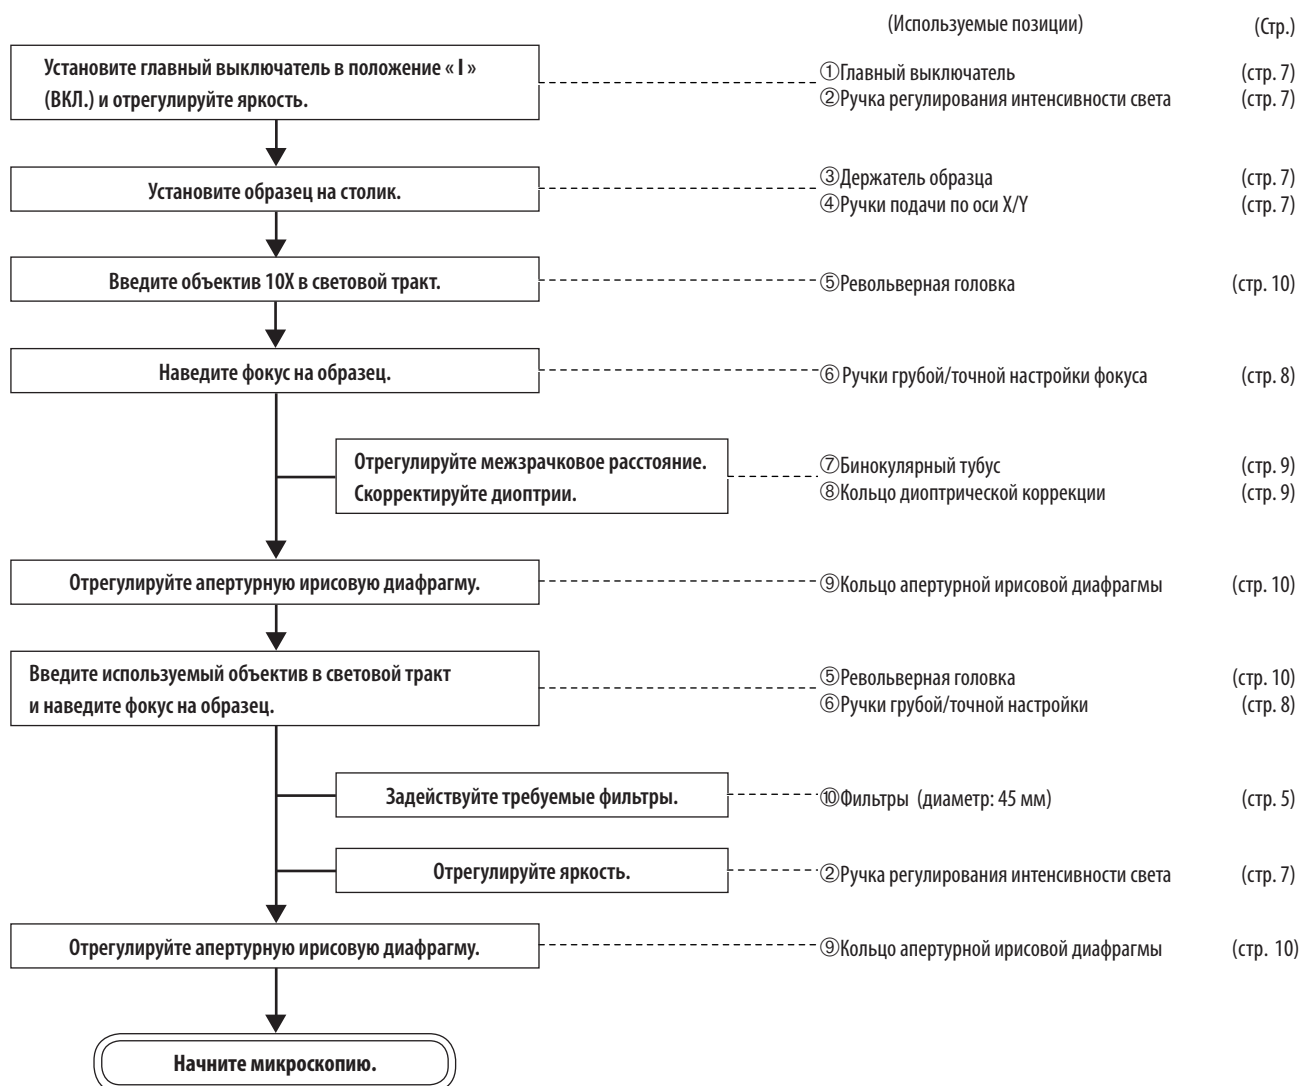 (Используемые позиции) (Стр.)
Установите главный выключатель в положение « I »
(ВКЛ.) и отрегулируйте яркость.
①Главный выключатель (стр. 7)
②Ручка регулирования интенсивности света (стр. 7)
Установите образец на столик.
③Держатель образца (стр. 7)
④Ручки подачи по оси X/Y (стр. 7)
Введите объектив 10X в световой тракт.
⑤Револьверная головка (стр. 10)
Наведите фокус на образец.
⑥ Ручки грубой/точной настройки фокуса (стр. 8)
Отрегулируйте межзрачковое расстояние.
Скорректируйте диоптрии.
⑦Бинокулярный тубус (стр. 9)
⑧Кольцо диоптрической коррекции (стр. 9)
Отрегулируйте апертурную ирисовую диафрагму.
⑨Кольцо апертурной ирисовой диафрагмы (стр. 10)
Введите используемый объектив в световой тракт
и наведите фокус на образец.
⑤Револьверная головка (стр. 10)
⑥Ручки грубой/точной настройки (стр. 8)
Задействуйте требуемые фильтры.
⑩Фильтры (диаметр: 45 мм) (стр. 5)
Отрегулируйте яркость.
②Ручка регулирования интенсивности света (стр. 7)
Отрегулируйте апертурную ирисовую диафрагму.
⑨Кольцо апертурной ирисовой диафрагмы (стр. 10)
Начните микроскопию.